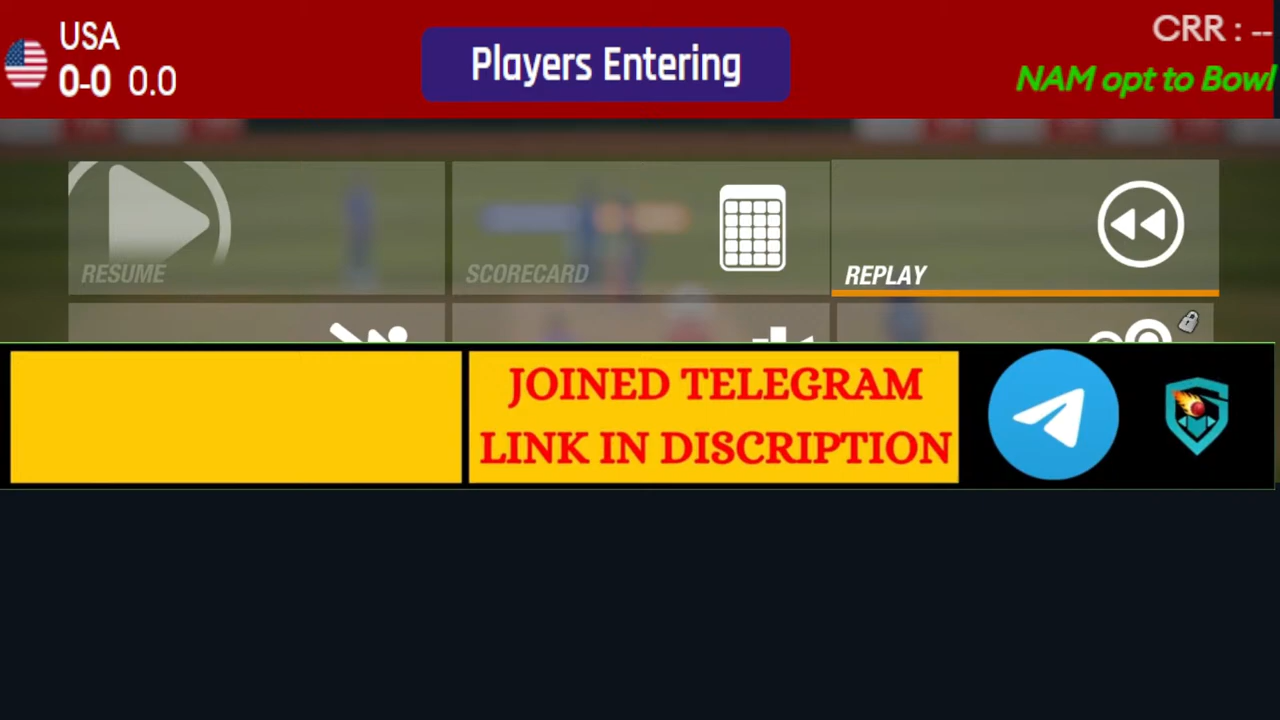 USA
0-0 0.0
Players Entering
CRR : --
NAM opt to Bowl
RESUME
SCORECARD
REPLAY
JOINED TELEGRAM
LINK IN DISCRIPTION